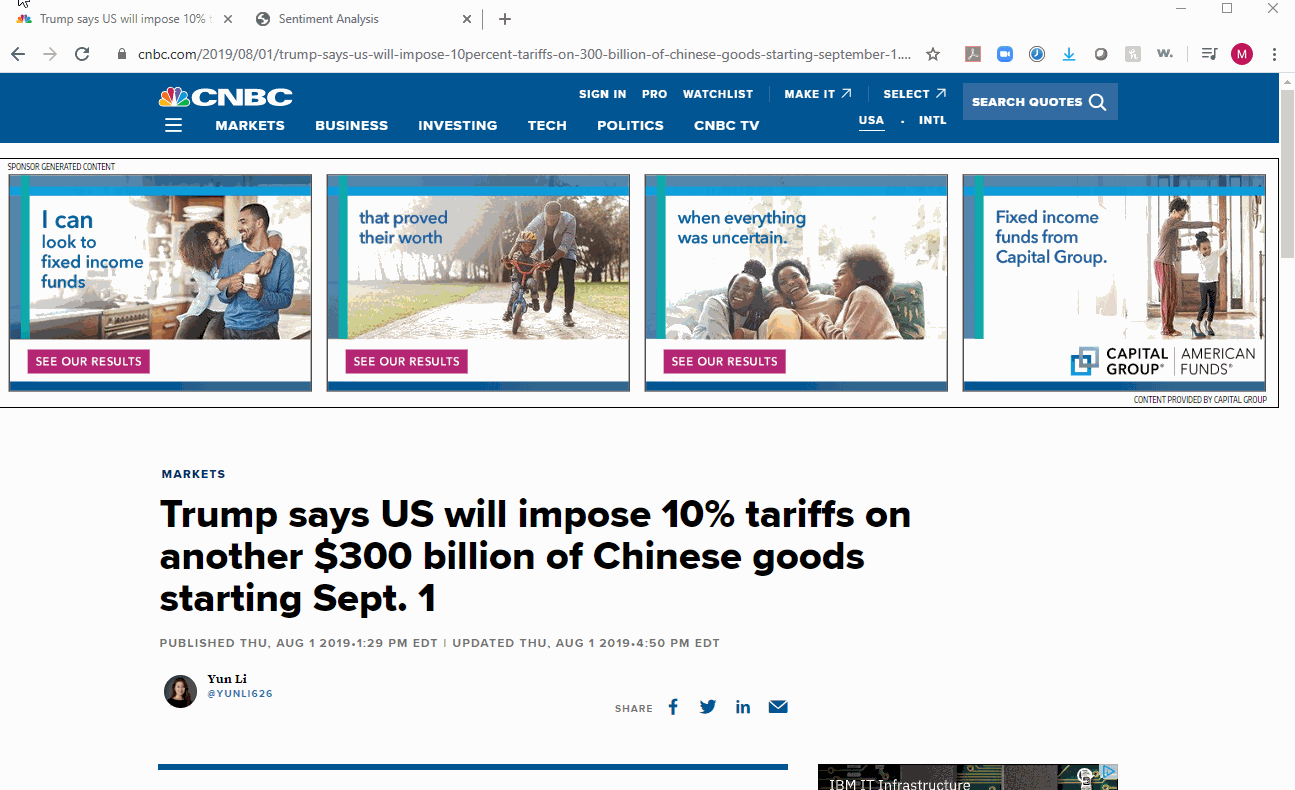 Trump says US will impose 10% t
Sentiment Analysis
cnbc.com/2019/08/01/trump-says-us-will-impose-10percent-tariffs-on-300-billion-of-chinese-goods-starting-september-1....
W.
M
CNBC
SIGN IN PRO WATCHLIST MAKE IT SELECT
SEARCH QUOTES
MARKETS BUSINESS INVESTING TECH POLITICS CNBC TV
USA · INTL
SPONSOR GENERATED CONTENT
I can
look to
fixed income
funds
SEE OUR RESULTS
that proved
their worth
SEE OUR RESULTS
when everything
was uncertain.
SEE OUR RESULTS
Fixed income
funds from
Capital Group.
CAPITAL GROUP® | AMERICAN FUNDS®
CONTENT PROVIDED BY CAPITAL GROUP
MARKETS
Trump says US will impose 10% tariffs on
another $300 billion of Chinese goods
starting Sept. 1
PUBLISHED THU, AUG 1 2019•1:29 PM EDT | UPDATED THU, AUG 1 2019•4:50 PM EDT
Yun Li
@YUNLI626
SHARE
IBM IT Infrastructure